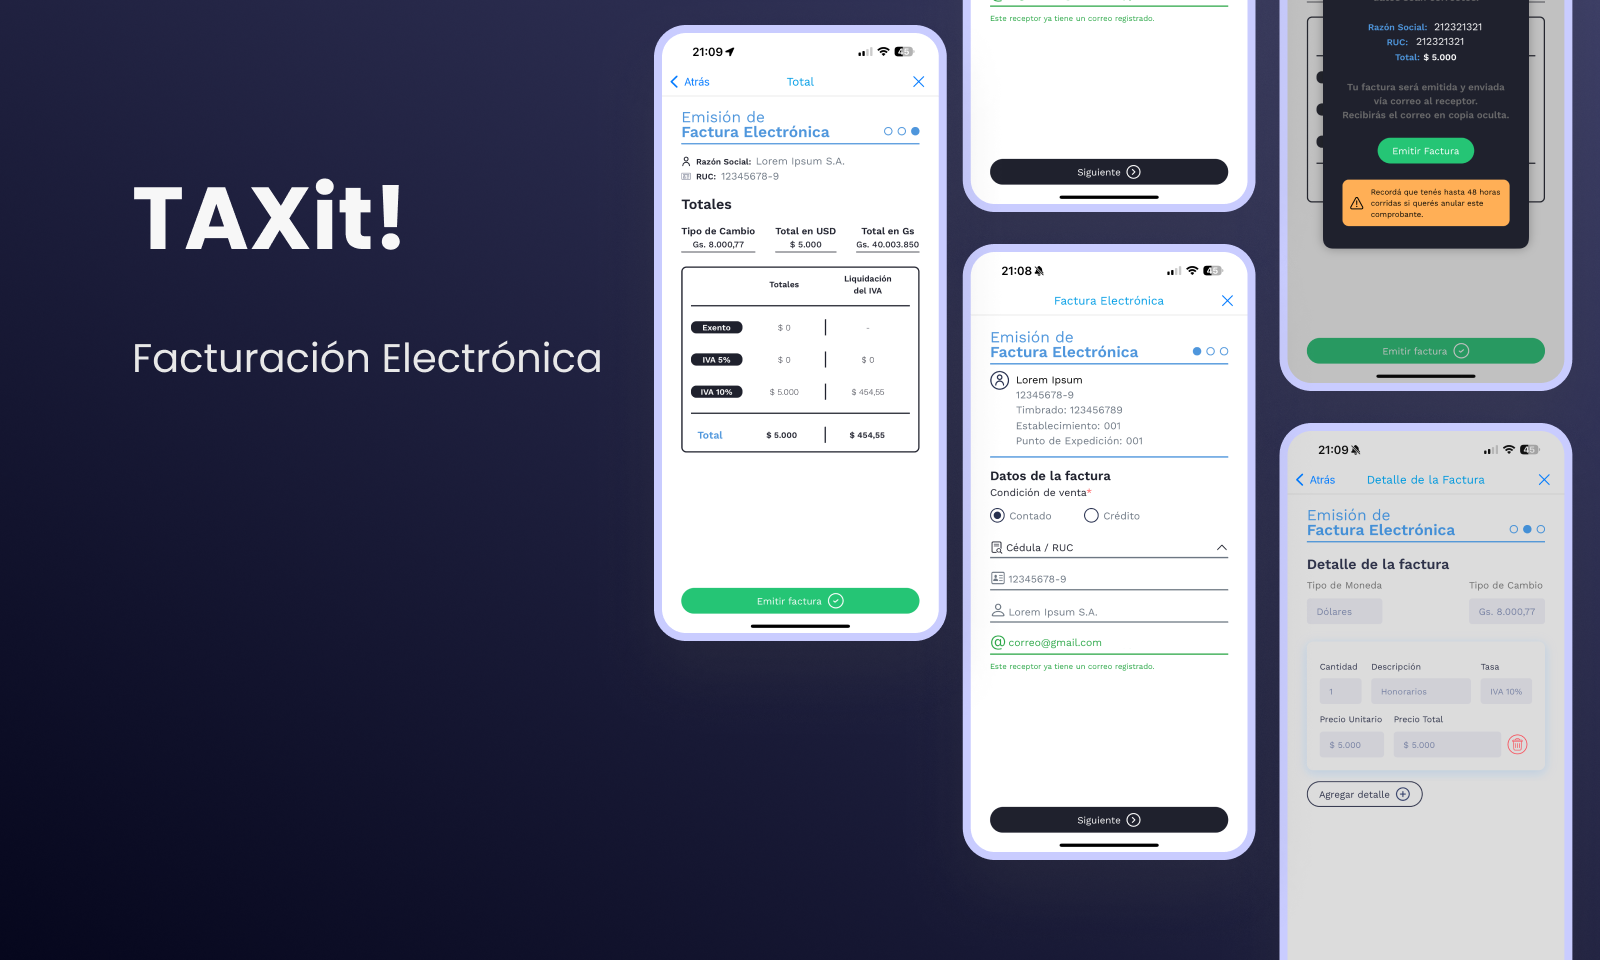 TAXit!
Facturación Electrónica
21:09
45
Atrás
Total
Emisión de
Factura Electrónica
Razón Social: Lorem Ipsum S.A.
RUC: 12345678-9
Totales
Tipo de Cambio Total en USD Total en Gs
Gs. 8.000,77 $ 5.000 Gs. 40.003.850
Totales Liquidación
del IVA
Exento $ 0 -
IVA 5% $ 0 $ 0
IVA 10% $ 5.000 $ 454,55
Total $ 5.000 $ 454,55
Emitir factura
Este receptor ya tiene un correo registrado.
Siguiente
21:08
45
Factura Electrónica
Emisión de
Factura Electrónica
Lorem Ipsum
12345678-9
Timbrado: 123456789
Establecimiento: 001
Punto de Expedición: 001
Datos de la factura
Condición de venta*
Contado Crédito
Cédula / RUC
12345678-9
Lorem Ipsum S.A.
@ correo@gmail.com
Este receptor ya tiene un correo registrado.
Siguiente
Razón Social: 212321321
RUC: 212321321
Total: $ 5.000
Tu factura será emitida y enviada
vía correo al receptor.
Recibirás el correo en copia oculta.
Emitir Factura
Recordá que tenés hasta 48 horas
corridas si querés anular este
comprobante.
Emitir factura
21:09
45
Atrás
Detalle de la Factura
Emisión de
Factura Electrónica
Detalle de la factura
Tipo de Moneda Tipo de Cambio
Dólares Gs. 8.000,77
Cantidad Descripción Tasa
1 Honorarios IVA 10%
Precio Unitario Precio Total
$ 5.000 $ 5.000
Agregar detalle